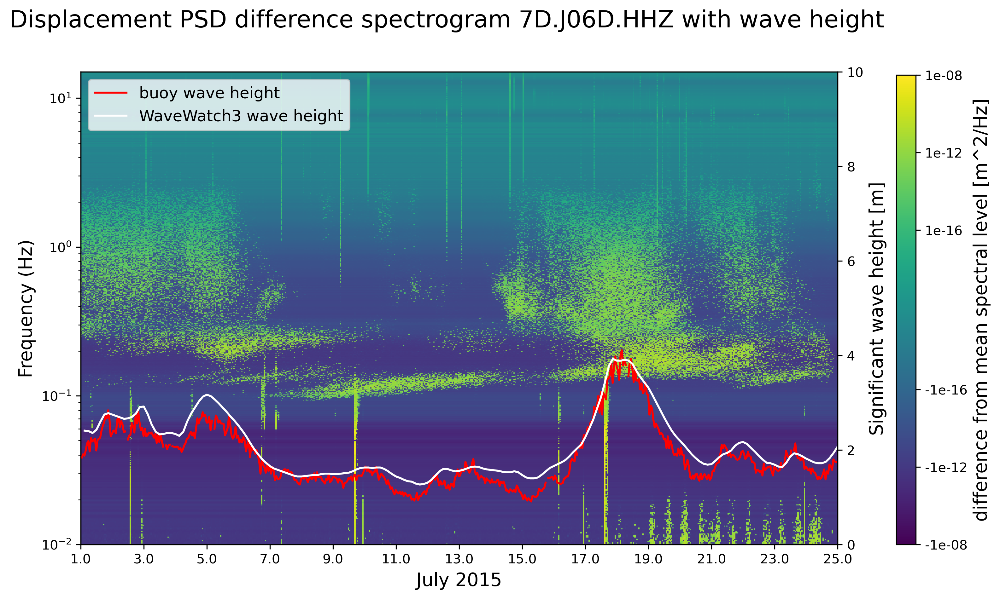 Displacement PSD difference spectrogram 7D.J06D.HHZ with wave height
buoy wave height
WaveWatch3 wave height
Frequency (Hz)
10¹
10⁰
10⁻¹
10⁻²
1.0 3.0 5.0 7.0 9.0 11.0 13.0 15.0 17.0 19.0 21.0 23.0 25.0
July 2015
10
8
6
4
2
0
Significant wave height [m]
1e-08
1e-12
1e-16
-1e-16
-1e-12
-1e-08
difference from mean spectral level [m^2/Hz]